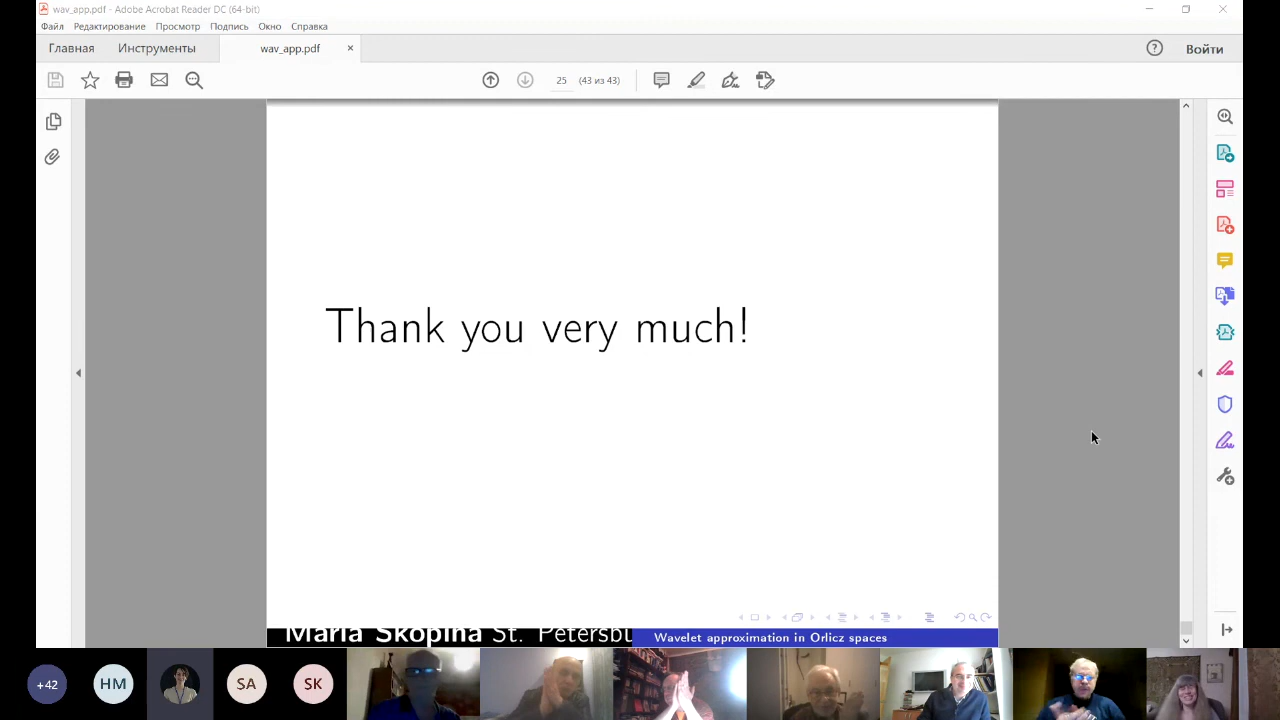 wav_app.pdf - Adobe Acrobat Reader DC (64-bit)
Файл Редактирование Просмотр Подпись Окно Справка
Главная Инструменты wav_app.pdf × Войти
25 (43 из 43)
Thank you very much!
Maria Skopina St. Petersbu
Wavelet approximation in Orlicz spaces
+42 HM SA SK